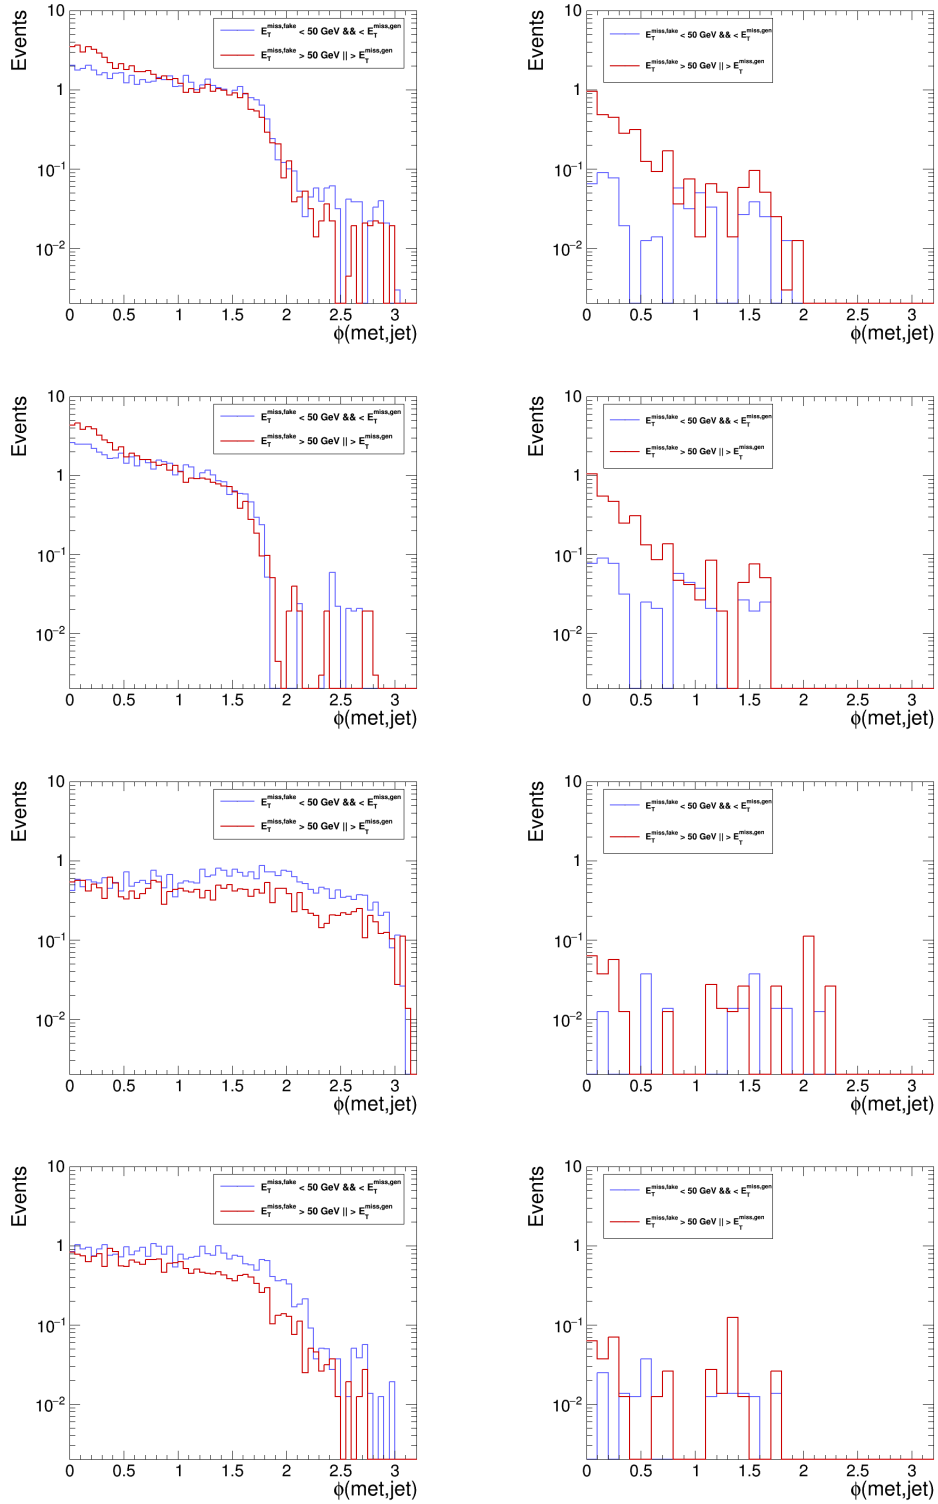 Events
10
1
10^-1
10^-2
E_T^miss,fake < 50 GeV && < E_T^miss,gen
E_T^miss,fake > 50 GeV || > E_T^miss,gen
0 0.5 1 1.5 2 2.5 3
ϕ(met,jet)
Events
10
1
10^-1
10^-2
E_T^miss,fake < 50 GeV && < E_T^miss,gen
E_T^miss,fake > 50 GeV || > E_T^miss,gen
0 0.5 1 1.5 2 2.5 3
ϕ(met,jet)
Events
10
1
10^-1
10^-2
E_T^miss,fake < 50 GeV && < E_T^miss,gen
E_T^miss,fake > 50 GeV || > E_T^miss,gen
0 0.5 1 1.5 2 2.5 3
ϕ(met,jet)
Events
10
1
10^-1
10^-2
E_T^miss,fake < 50 GeV && < E_T^miss,gen
E_T^miss,fake > 50 GeV || > E_T^miss,gen
0 0.5 1 1.5 2 2.5 3
ϕ(met,jet)
Events
10
1
10^-1
10^-2
E_T^miss,fake < 50 GeV && < E_T^miss,gen
E_T^miss,fake > 50 GeV || > E_T^miss,gen
0 0.5 1 1.5 2 2.5 3
ϕ(met,jet)
Events
10
1
10^-1
10^-2
E_T^miss,fake < 50 GeV && < E_T^miss,gen
E_T^miss,fake > 50 GeV || > E_T^miss,gen
0 0.5 1 1.5 2 2.5 3
ϕ(met,jet)
Events
10
1
10^-1
10^-2
E_T^miss,fake < 50 GeV && < E_T^miss,gen
E_T^miss,fake > 50 GeV || > E_T^miss,gen
0 0.5 1 1.5 2 2.5 3
ϕ(met,jet)
Events
10
1
10^-1
10^-2
E_T^miss,fake < 50 GeV && < E_T^miss,gen
E_T^miss,fake > 50 GeV || > E_T^miss,gen
0 0.5 1 1.5 2 2.5 3
ϕ(met,jet)